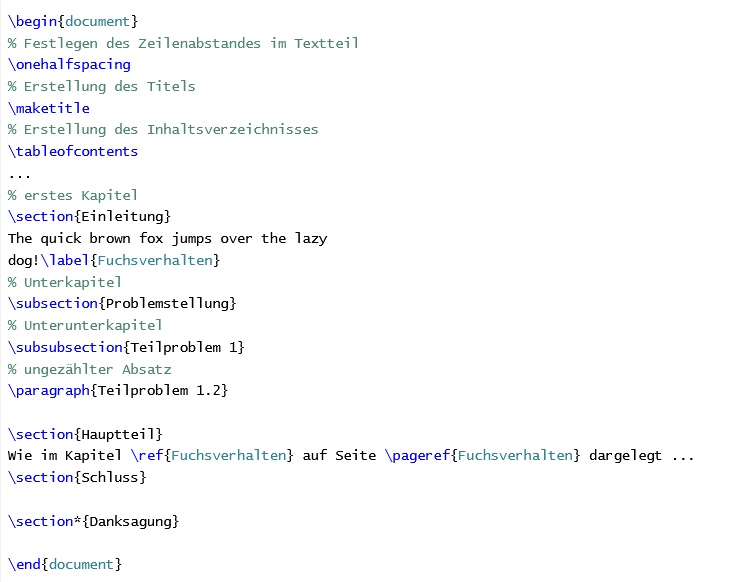 \begin{document}
% Festlegen des Zeilenabstandes im Textteil
\onehalfspacing
% Erstellung des Titels
\maketitle
% Erstellung des Inhaltsverzeichnisses
\tableofcontents
...
% erstes Kapitel
\section{Einleitung}
The quick brown fox jumps over the lazy
dog!\label{Fuchsverhalten}
% Unterkapitel
\subsection{Problemstellung}
% Unterunterkapitel
\subsubsection{Teilproblem 1}
% ungezählter Absatz
\paragraph{Teilproblem 1.2}
\section{Hauptteil}
Wie im Kapitel \ref{Fuchsverhalten} auf Seite \pageref{Fuchsverhalten} dargelegt ...
\section{Schluss}
\section*{Danksagung}
\end{document}